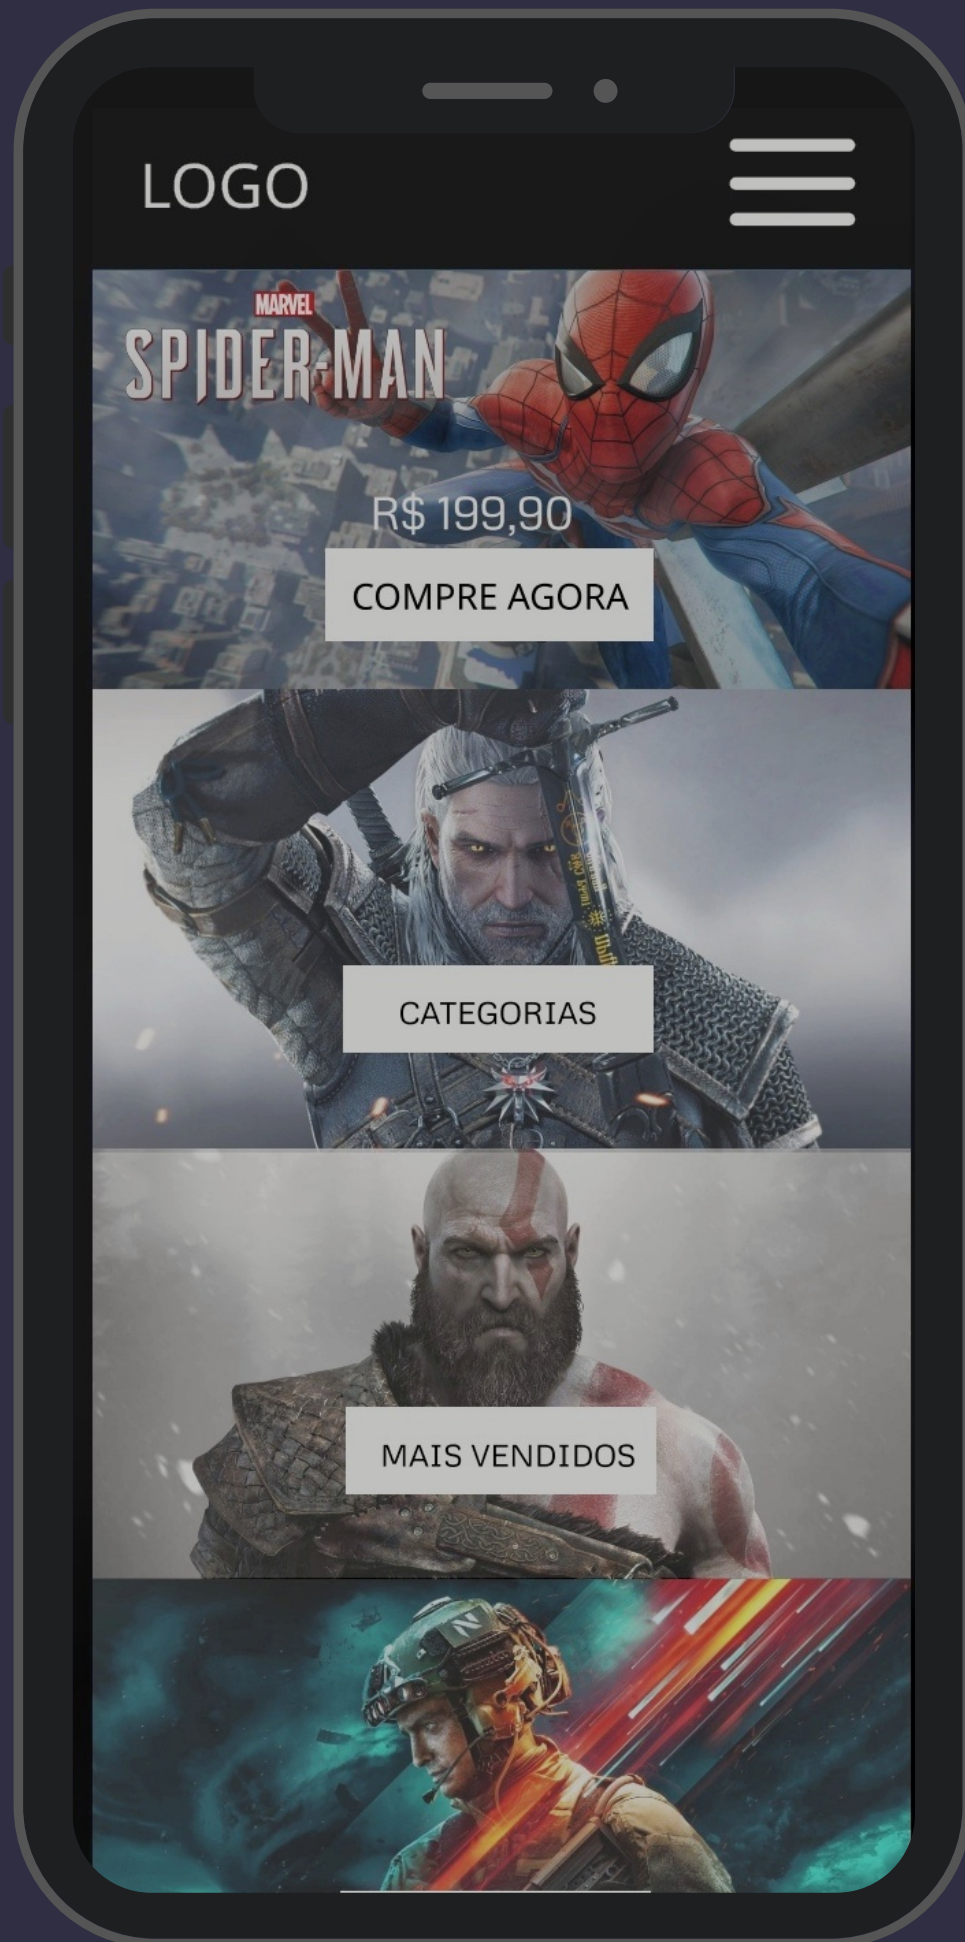 LOGO
MARVEL
SPIDER-MAN
R$ 199,90
COMPRE AGORA
CATEGORIAS
MAIS VENDIDOS